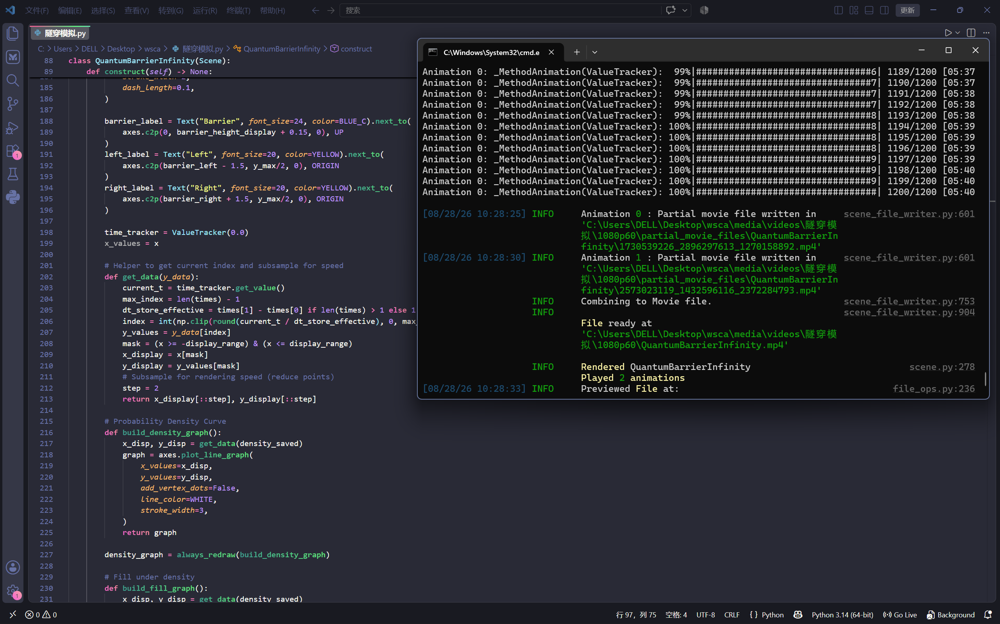 文件(F) 编辑(E) 选择(S) 查看(V) 转到(G) 运行(R) 终端(T) 帮助(H)
搜索
更新
隧穿模拟.py
C: > Users > DELL > Desktop > wsca > 隧穿模拟.py > QuantumBarrierInfinity > construct
88 class QuantumBarrierInfinity(Scene):
89 def construct(self) -> None:
185 dash_length=0.1,
186 )
187
188 barrier_label = Text("Barrier", font_size=24, color=BLUE_C).next_to(
189 axes.c2p(0, barrier_height_display + 0.15, 0), UP
190 )
191 left_label = Text("Left", font_size=20, color=YELLOW).next_to(
192 axes.c2p(barrier_left - 1.5, y_max/2, 0), ORIGIN
193 )
194 right_label = Text("Right", font_size=20, color=YELLOW).next_to(
195 axes.c2p(barrier_right + 1.5, y_max/2, 0), ORIGIN
196 )
197
198 time_tracker = ValueTracker(0.0)
199 x_values = x
200
201 # Helper to get current index and subsample for speed
202 def get_data(y_data):
203 current_t = time_tracker.get_value()
204 max_index = len(times) - 1
205 dt_store_effective = times[1] - times[0] if len(times) > 1 else 1
206 index = int(np.clip(round(current_t / dt_store_effective), 0, max_
207 y_values = y_data[index]
208 mask = (x >= -display_range) & (x <= display_range)
209 x_display = x[mask]
210 y_display = y_values[mask]
211 # Subsample for rendering speed (reduce points)
212 step = 2
213 return x_display[::step], y_display[::step]
214
215 # Probability Density Curve
216 def build_density_graph():
217 x_disp, y_disp = get_data(density_saved)
218 graph = axes.plot_line_graph(
219 x_values=x_disp,
220 y_values=y_disp,
221 add_vertex_dots=False,
222 line_color=WHITE,
223 stroke_width=3,
224 )
225 return graph
226
227 density_graph = always_redraw(build_density_graph)
228
229 # Fill under density
230 def build_fill_graph():
231 x_disp, y_disp = get_data(density_saved)
C:\Windows\System32\cmd.e
Animation 0: _MethodAnimation(ValueTracker):  99%|################################6| 1189/1200 [05:37
Animation 0: _MethodAnimation(ValueTracker):  99%|################################7| 1190/1200 [05:37
Animation 0: _MethodAnimation(ValueTracker):  99%|################################7| 1191/1200 [05:38
Animation 0: _MethodAnimation(ValueTracker):  99%|################################7| 1192/1200 [05:38
Animation 0: _MethodAnimation(ValueTracker):  99%|################################8| 1193/1200 [05:38
Animation 0: _MethodAnimation(ValueTracker): 100%|################################8| 1194/1200 [05:39
Animation 0: _MethodAnimation(ValueTracker): 100%|################################8| 1195/1200 [05:39
Animation 0: _MethodAnimation(ValueTracker): 100%|################################8| 1196/1200 [05:39
Animation 0: _MethodAnimation(ValueTracker): 100%|################################9| 1197/1200 [05:39
Animation 0: _MethodAnimation(ValueTracker): 100%|################################9| 1198/1200 [05:40
Animation 0: _MethodAnimation(ValueTracker): 100%|################################9| 1199/1200 [05:40
Animation 0: _MethodAnimation(ValueTracker): 100%|#################################| 1200/1200 [05:40
[08/28/26 10:28:25] INFO Animation 0 : Partial movie file written in scene_file_writer.py:601
'C:\Users\DELL\Desktop\wsca\media\videos\隧穿模
拟\1080p60\partial_movie_files\QuantumBarrierIn
finity\1730539226_2896297613_1270158892.mp4'
[08/28/26 10:28:30] INFO Animation 1 : Partial movie file written in scene_file_writer.py:601
'C:\Users\DELL\Desktop\wsca\media\videos\隧穿模
拟\1080p60\partial_movie_files\QuantumBarrierIn
finity\2573023119_1432596116_2372284793.mp4'
INFO Combining to Movie file. scene_file_writer.py:753
INFO scene_file_writer.py:904
File ready at
'C:\Users\DELL\Desktop\wsca\media\videos\隧穿模
拟\1080p60\QuantumBarrierInfinity.mp4'
INFO Rendered QuantumBarrierInfinity scene.py:278
Played 2 animations
[08/28/26 10:28:33] INFO Previewed File at: file_ops.py:236
1
1
0 0
行 97，列 75 空格: 4 UTF-8 CRLF { } Python Python 3.14 (64-bit) Go Live Background